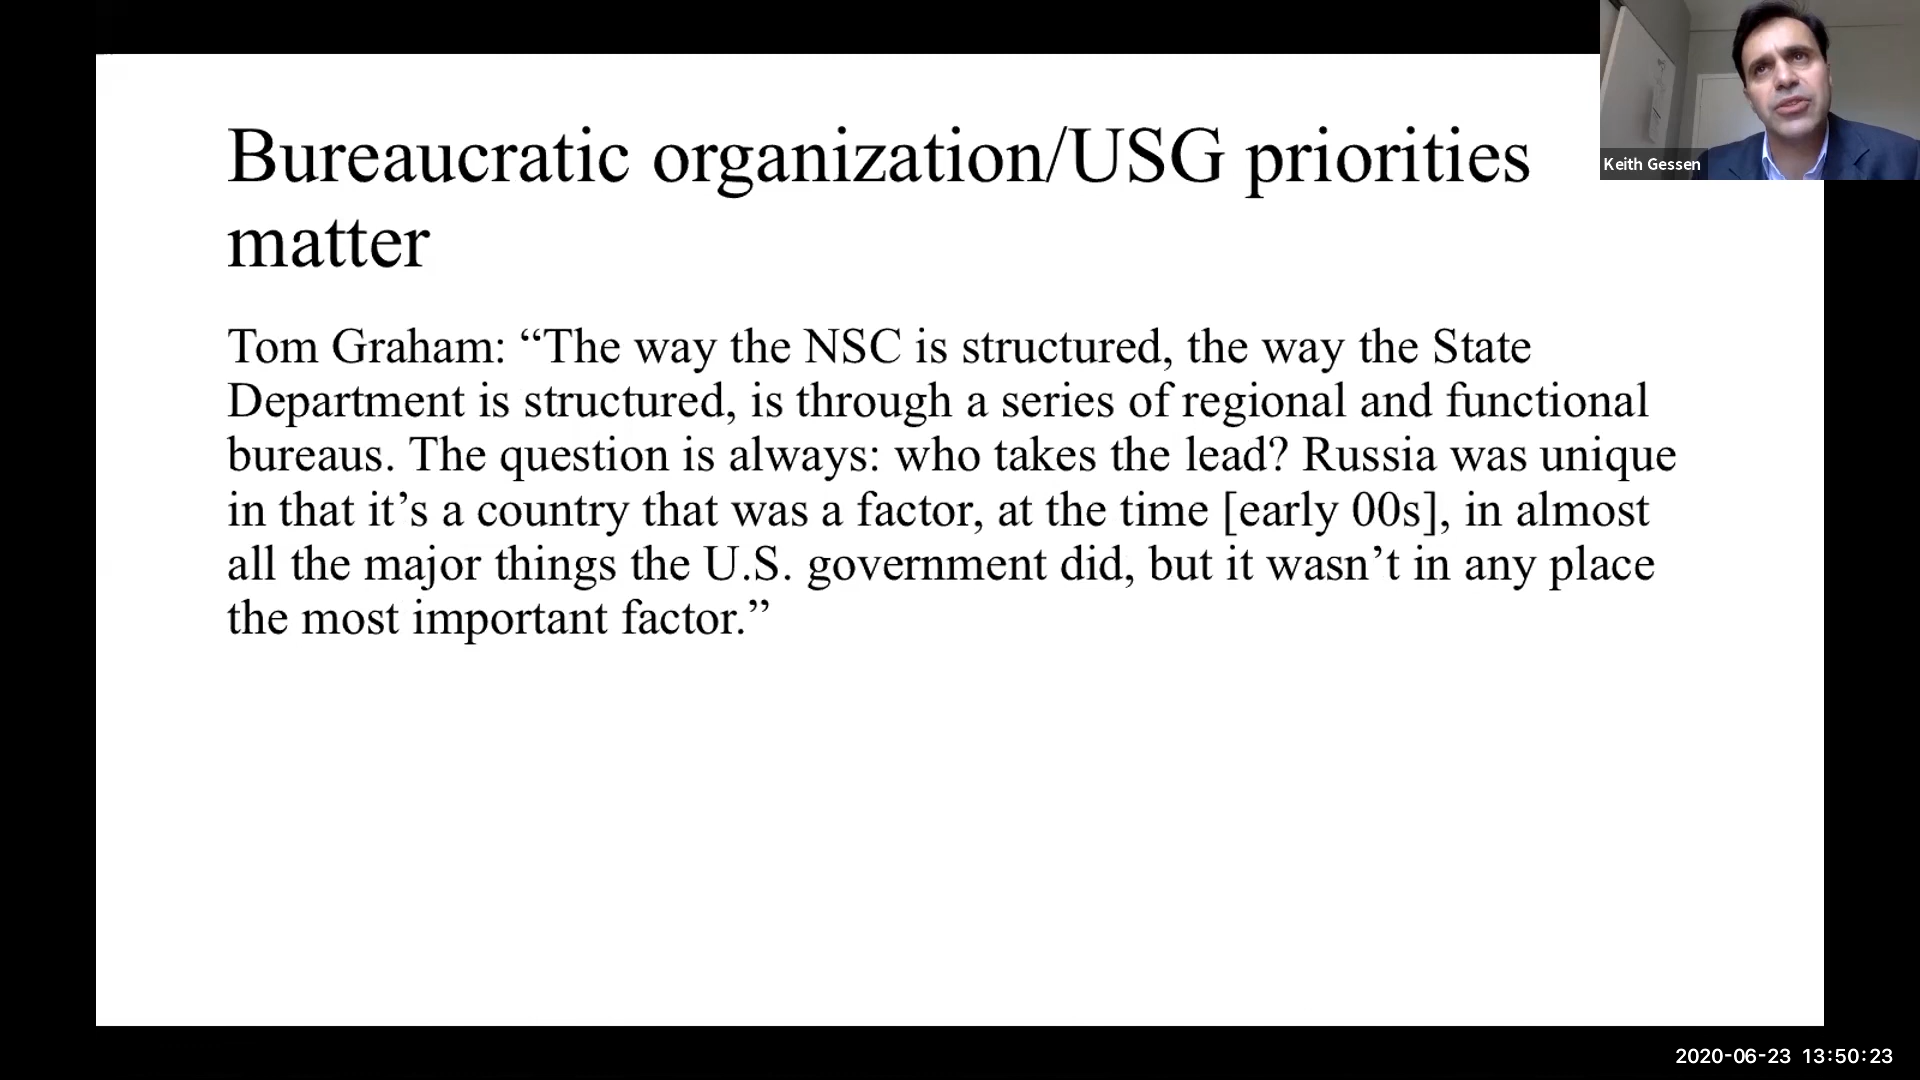 Bureaucratic organization/USG priorities
matter
Tom Graham: “The way the NSC is structured, the way the State
Department is structured, is through a series of regional and functional
bureaus. The question is always: who takes the lead? Russia was unique
in that it’s a country that was a factor, at the time [early 00s], in almost
all the major things the U.S. government did, but it wasn’t in any place
the most important factor.”
Keith Gessen
2020-06-23 13:50:23